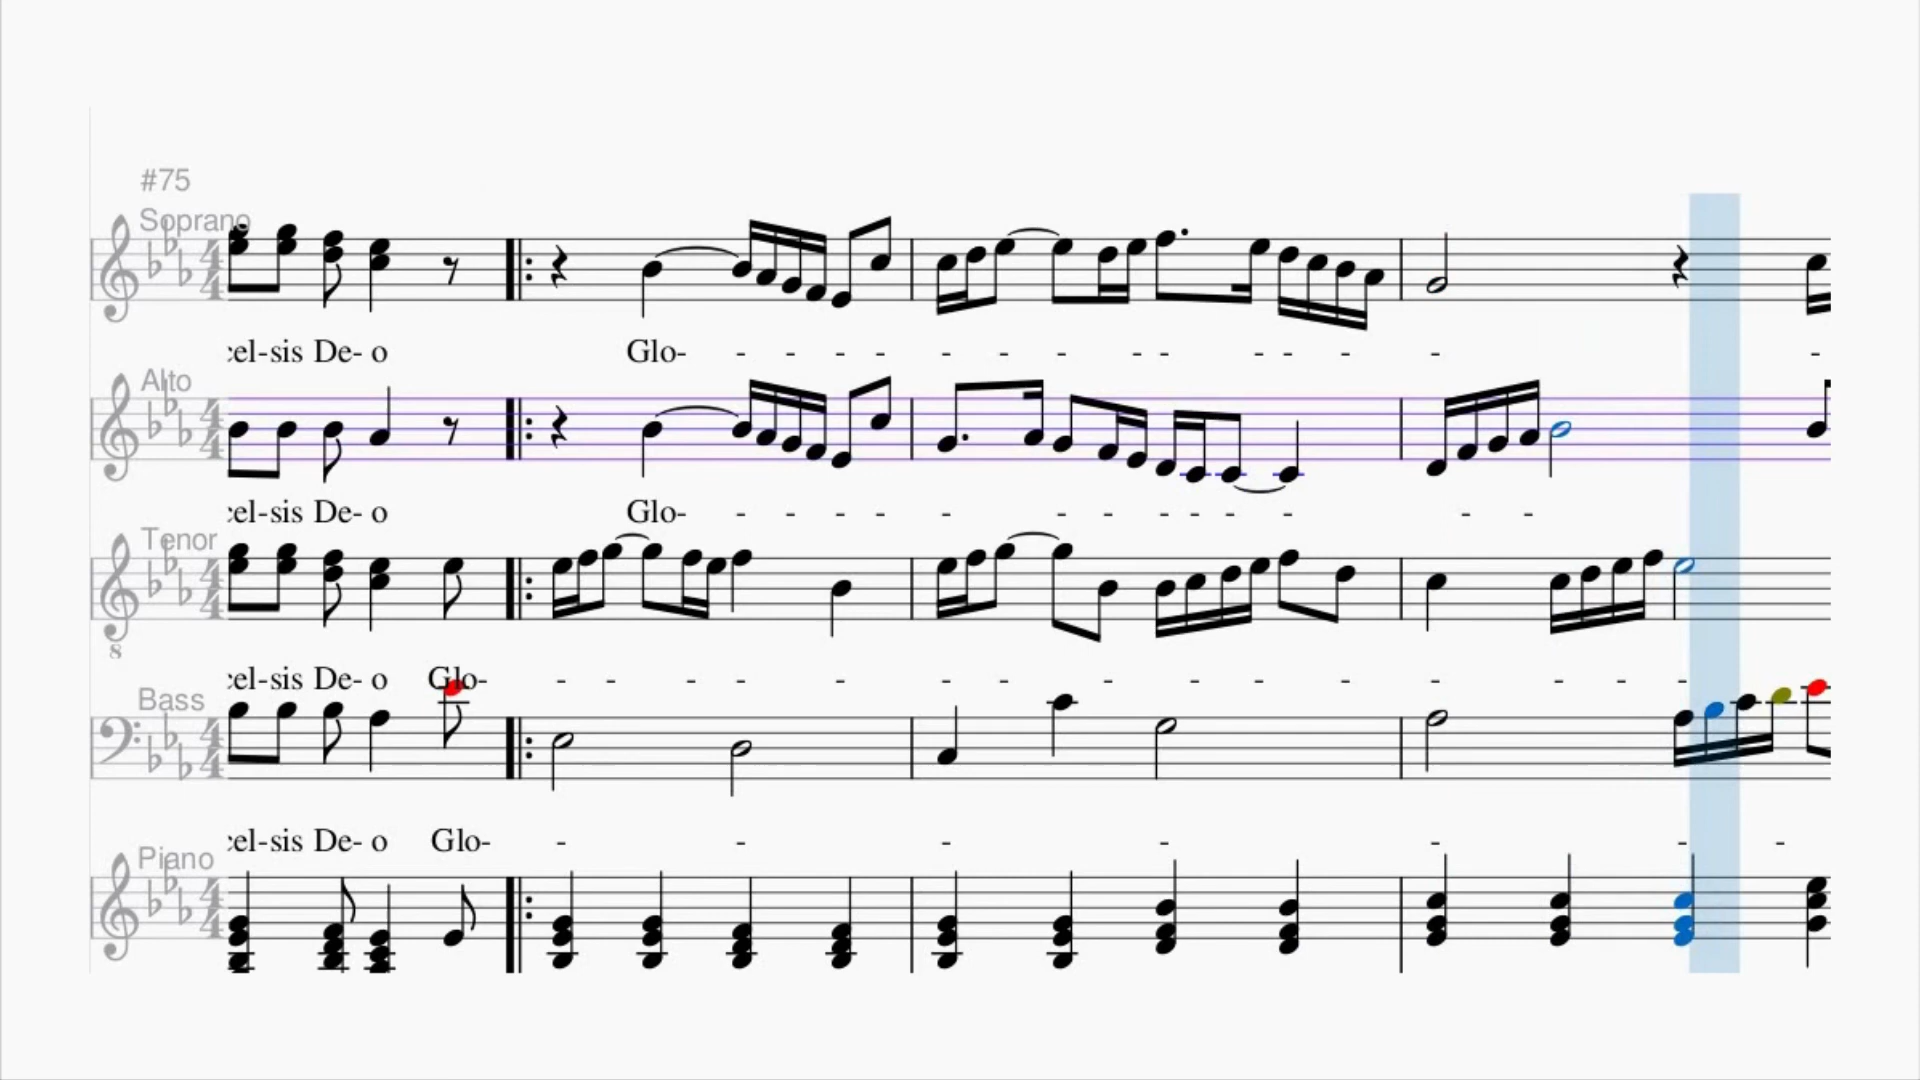 #75
Soprano
cel-sis De- o Glo- - - - - - - - - - - - - - - -
Alto
cel-sis De- o Glo- - - - - - - - - - - - - -
Tenor
8
cel-sis De- o Glo- - - - - - - - - - - - - - -
Bass
cel-sis De- o Glo- - - - - - - -
Piano